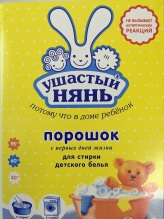 НЕ ВЫЗЫВАЕТ
АЛЛЕРГИЧЕСКИХ
РЕАКЦИЙ
УШАСТЫЙ
НЯНЬ
потому что в доме ребёнок
порошок
с первых дней жизни
для стирки
детского белья